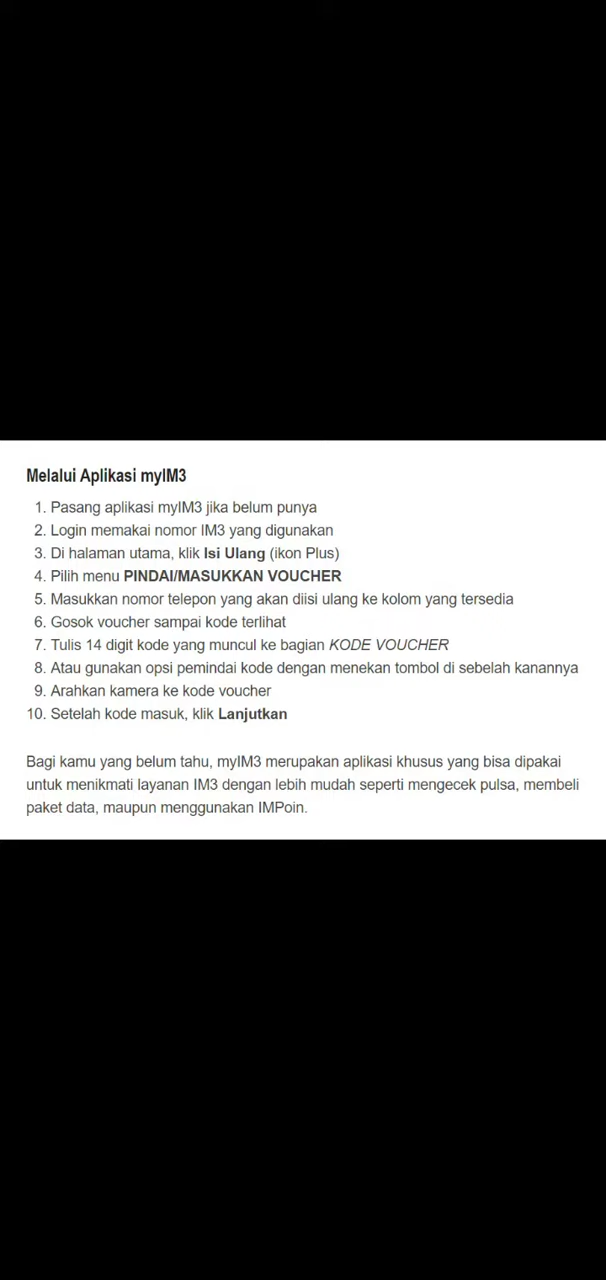 Melalui Aplikasi myIM3
1. Pasang aplikasi myIM3 jika belum punya
2. Login memakai nomor IM3 yang digunakan
3. Di halaman utama, klik Isi Ulang (ikon Plus)
4. Pilih menu PINDAI/MASUKKAN VOUCHER
5. Masukkan nomor telepon yang akan diisi ulang ke kolom yang tersedia
6. Gosok voucher sampai kode terlihat
7. Tulis 14 digit kode yang muncul ke bagian KODE VOUCHER
8. Atau gunakan opsi pemindai kode dengan menekan tombol di sebelah kanannya
9. Arahkan kamera ke kode voucher
10. Setelah kode masuk, klik Lanjutkan
Bagi kamu yang belum tahu, myIM3 merupakan aplikasi khusus yang bisa dipakai
untuk menikmati layanan IM3 dengan lebih mudah seperti mengecek pulsa, membeli
paket data, maupun menggunakan IMPoin.